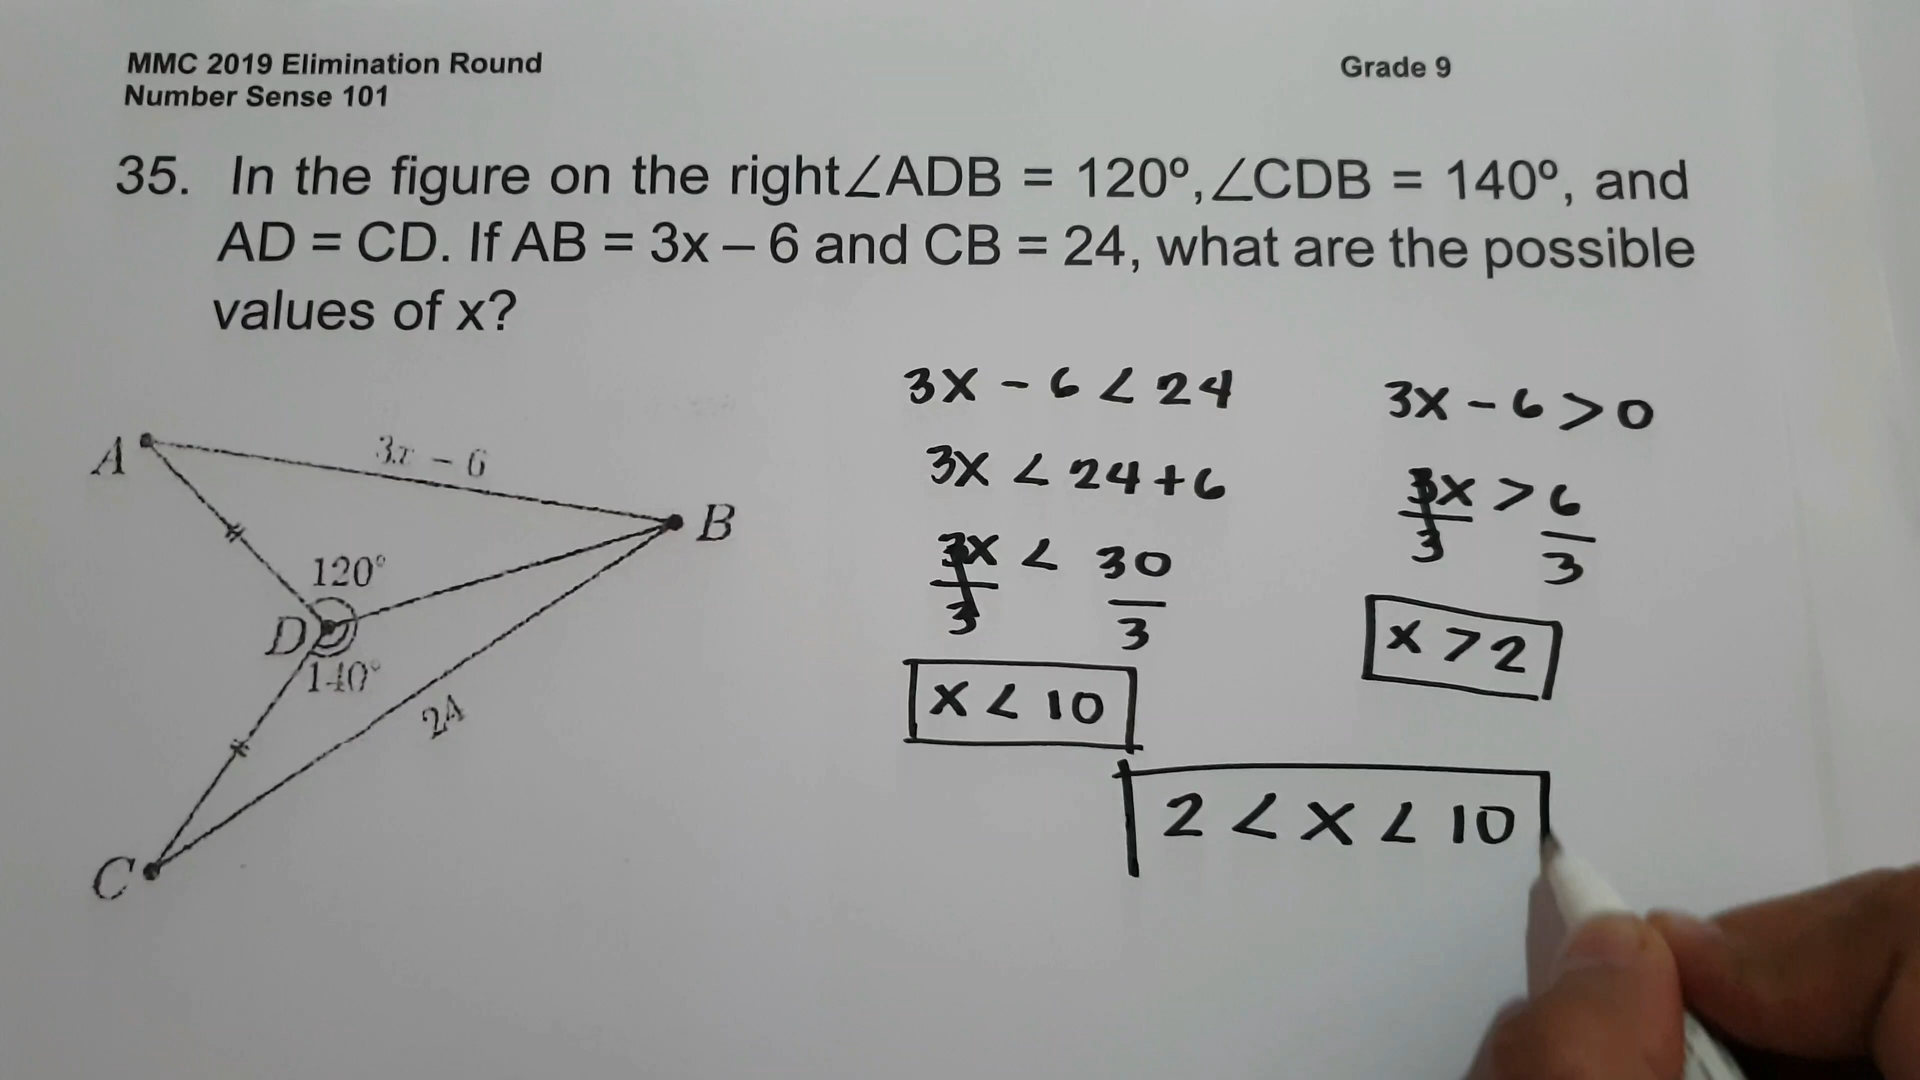 MMC 2019 Elimination Round
Number Sense 101
Grade 9
35. In the figure on the right∠ADB = 120º,∠CDB = 140º, and
AD = CD. If AB = 3x – 6 and CB = 24, what are the possible
values of x?
A
3x - 6
B
120°
D
140°
24
C
3x - 6 < 24
3x < 24+6
3x/3 < 30/3
x < 10
3x - 6 > 0
3x/3 > 6/3
x > 2
2 < x < 10